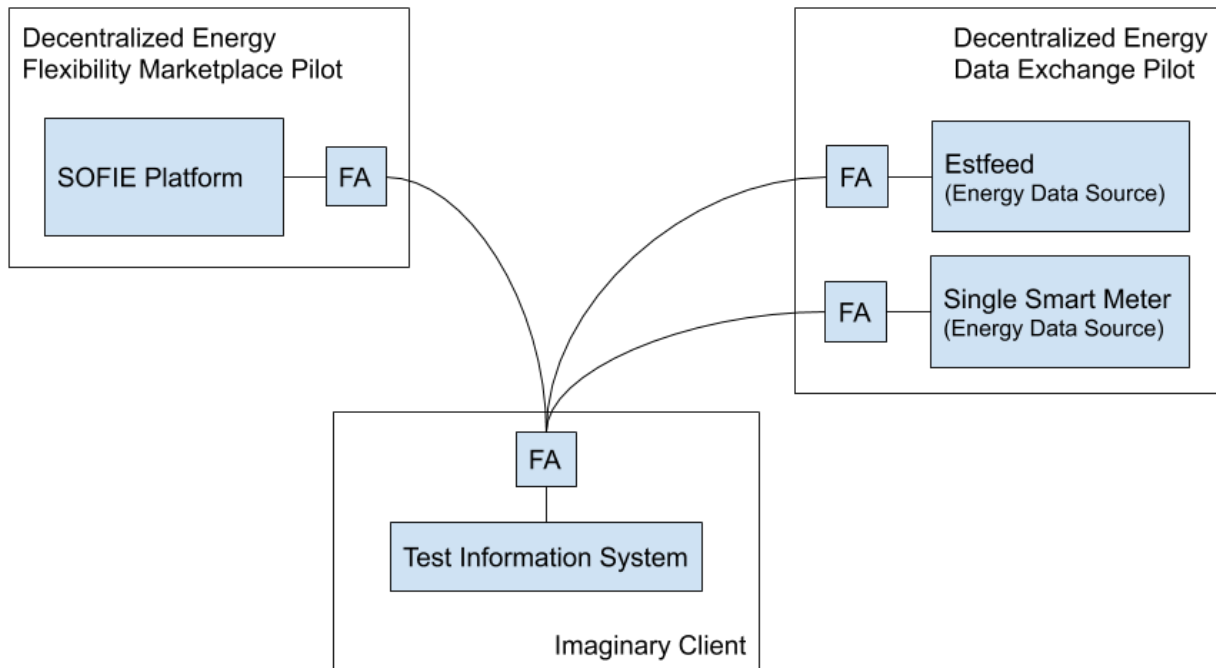 Decentralized Energy
Flexibility Marketplace Pilot
SOFIE Platform
FA
Decentralized Energy
Data Exchange Pilot
FA
Estfeed
(Energy Data Source)
FA
Single Smart Meter
(Energy Data Source)
FA
Test Information System
Imaginary Client